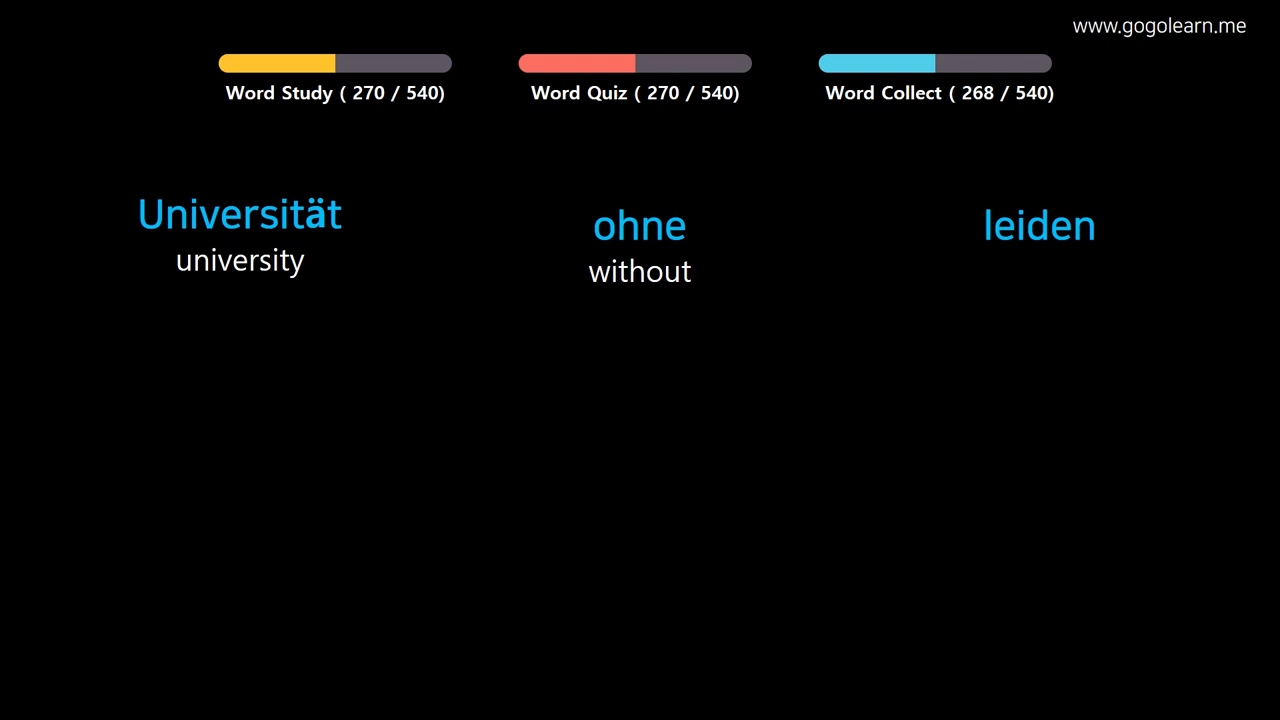 www.gogolearn.me
Word Study ( 270 / 540)
Word Quiz ( 270 / 540)
Word Collect ( 268 / 540)
Universität
university
ohne
without
leiden